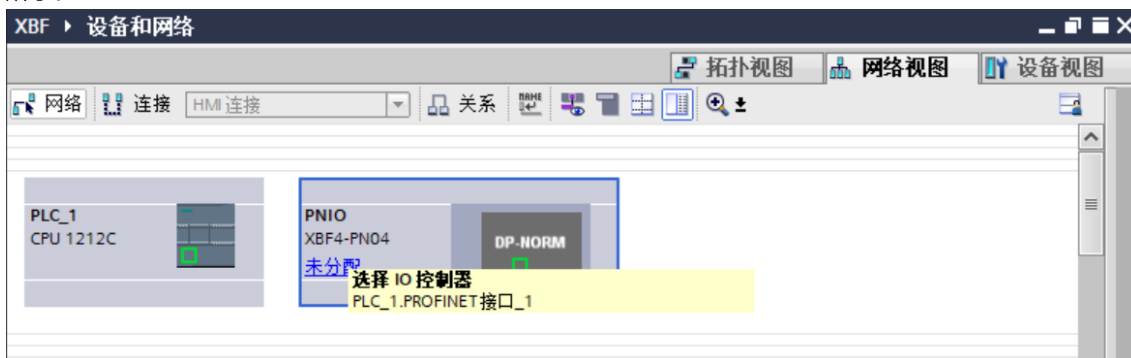 XBF ▸ 设备和网络
拓扑视图 网络视图 设备视图
网络 连接 HMI 连接 关系
PLC_1
CPU 1212C
PNIO
XBF4-PN04
DP-NORM
未分配
选择 IO 控制器
PLC_1.PROFINET接口_1